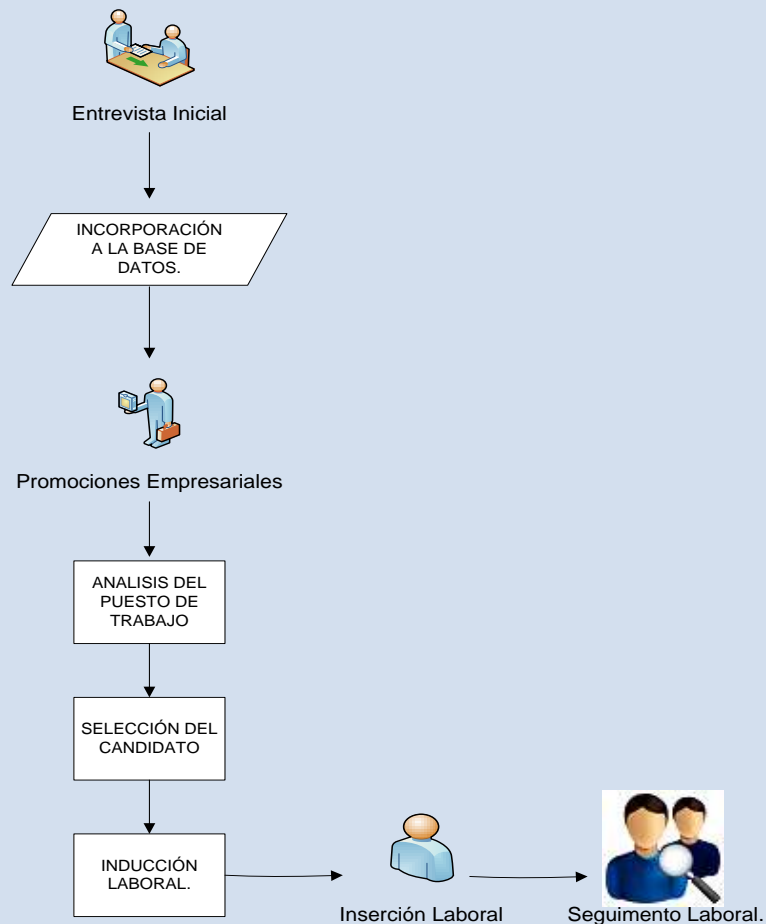 Entrevista Inicial
INCORPORACIÓN
A LA BASE DE
DATOS.
Promociones Empresariales
ANALISIS DEL
PUESTO DE
TRABAJO
SELECCIÓN DEL
CANDIDATO
INDUCCIÓN
LABORAL.
Inserción Laboral
Seguimento Laboral.